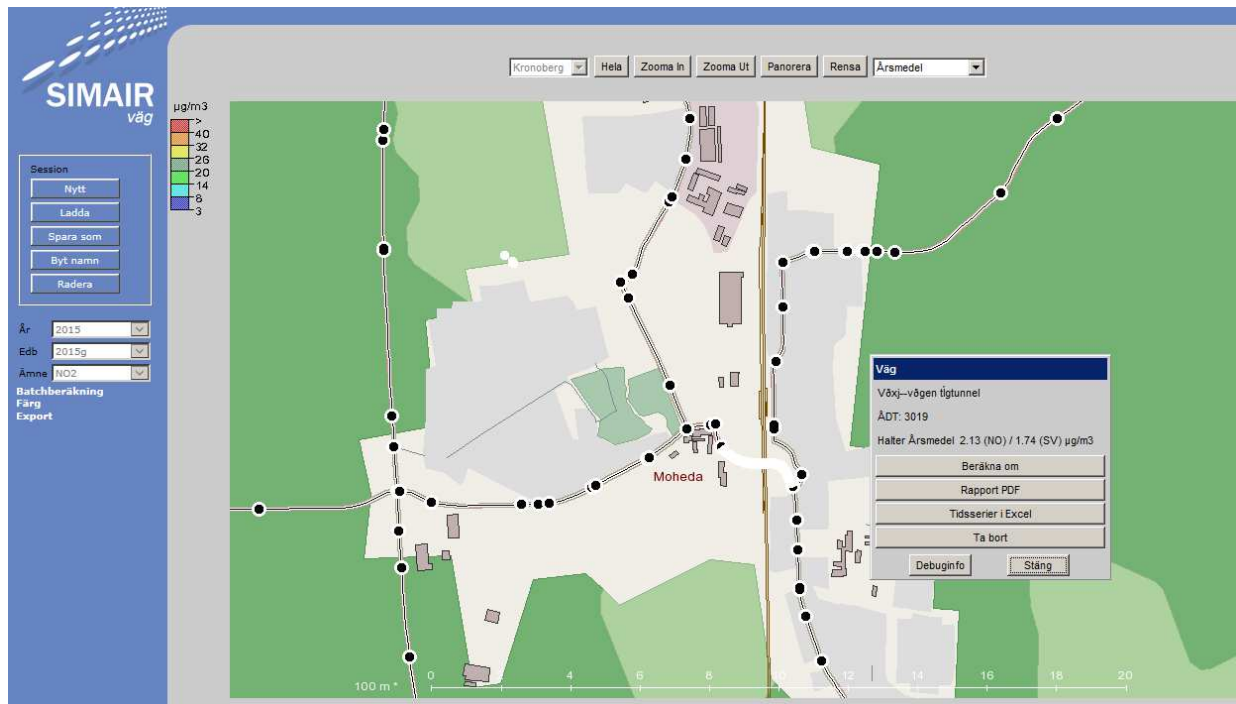 SIMAIR
väg
Kronoberg
Hela
Zooma In
Zooma Ut
Panorera
Rensa
Årsmedel
µg/m3
>
40
32
26
20
14
8
3
Session
Nytt
Ladda
Spara som
Byt namn
Radera
År 2015
Edb 2015g
Ämne NO2
Batchberäkning
Färg
Export
Moheda
Väg
Våxj--vågen tígtunnel
ÅDT: 3019
Halter Årsmedel 2.13 (NO) / 1.74 (SV) µg/m3
Beräkna om
Rapport PDF
Tidsserier i Excel
Ta bort
Debuginfo
Stäng
100 m *
0 2 4 6 8 10 12 14 16 18 20